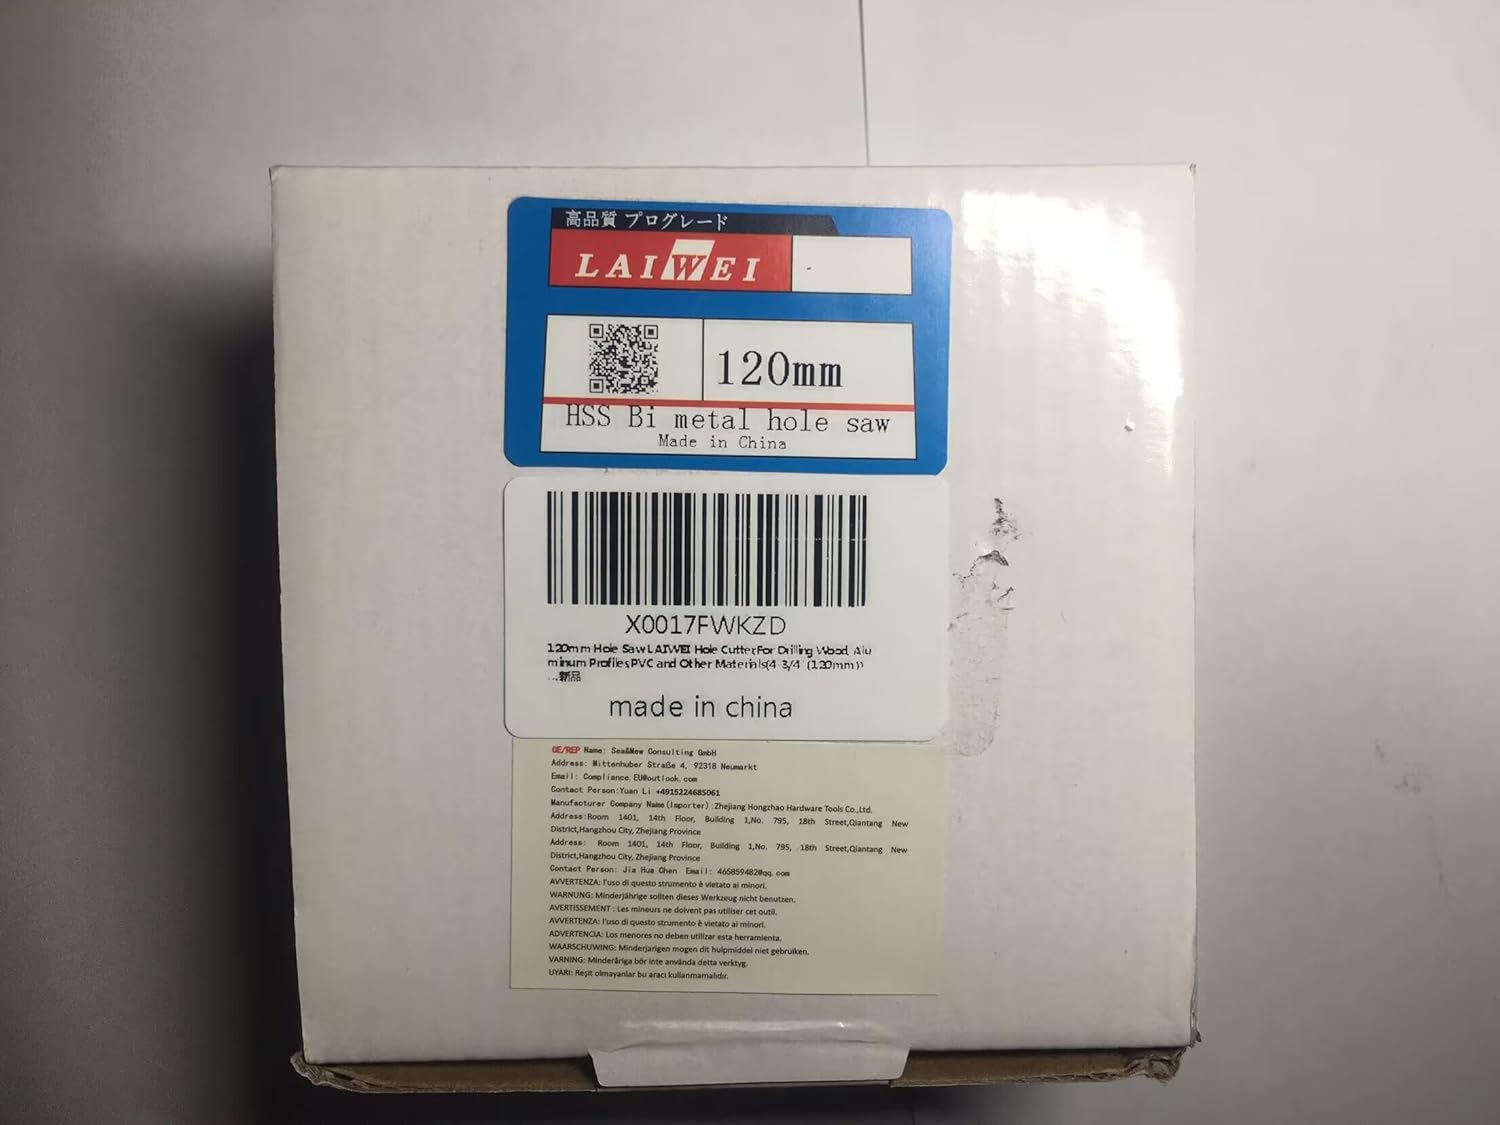 高品質 プログレード
LAIWEI
120mm
HSS Bi metal hole saw
Made in China
X0017FWKZD
120mm Hole Saw LAIWEI Hole Cutter For Drilling Wood, Alu
minum Profiles,PVC and Other Materials(4-3/4" (120mm))
...新品
made in china
CE/REP Name: Sea&Mew Consulting GmbH
Address: Mittenhuber Straße 4, 92318 Neumarkt
Email: Compliance.EU@outlook.com
Contact Person:Yuan Li +4915224685061
Manufacturer Company Name(Importer):Zhejiang Hongzhao Hardware Tools Co.,Ltd.
Address:Room 1401, 14th Floor, Building 1,No. 795, 18th Street,Qiantang New
District,Hangzhou City, Zhejiang Province
Address: Room 1401, 14th Floor, Building 1,No. 795, 18th Street,Qiantang New
District,Hangzhou City, Zhejiang Province
Contact Person: Jia Hua Chen Email: 465859482@qq.com
AVVERTENZA: l'uso di questo strumento è vietato ai minori.
WARNUNG: Minderjährige sollten dieses Werkzeug nicht benutzen.
AVERTISSEMENT : Les mineurs ne doivent pas utiliser cet outil.
AVVERTENZA: l'uso di questo strumento è vietato ai minori.
ADVERTENCIA: Los menores no deben utilizar esta herramienta.
WAARSCHUWING: Minderjarigen mogen dit hulpmiddel niet gebruiken.
VARNING: Minderåriga bör inte använda detta verktyg.
UYARI: Reşit olmayanlar bu aracı kullanmamalıdır.